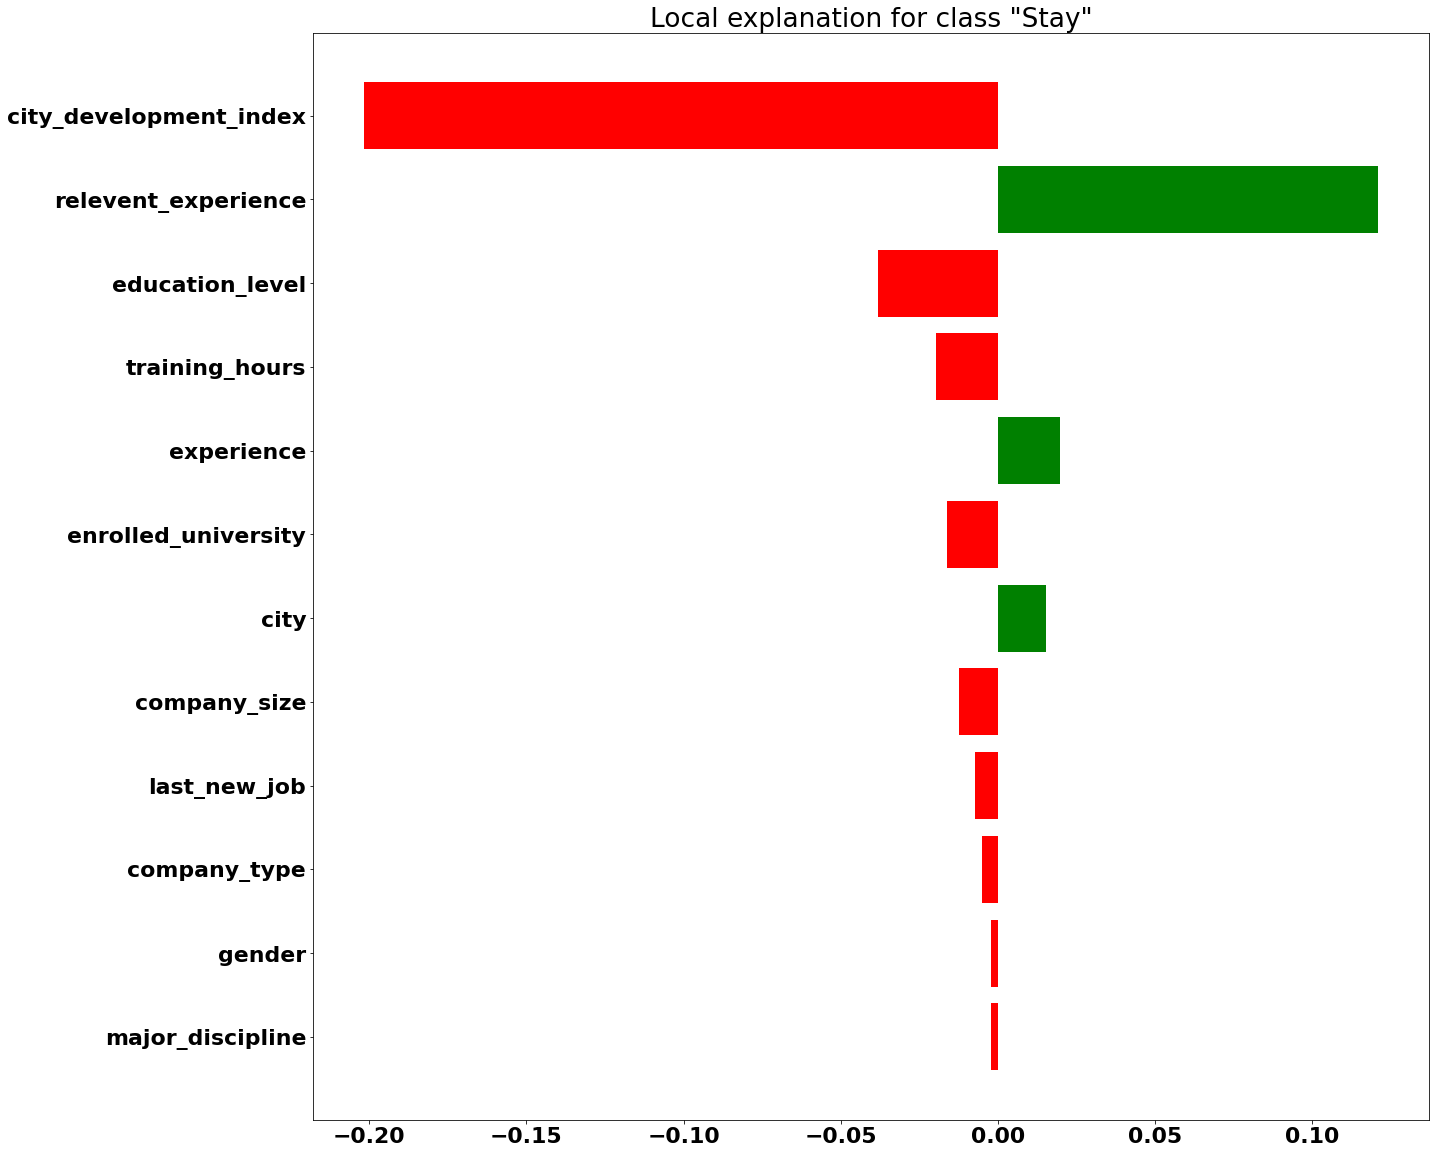 Local explanation for class "Stay"
city_development_index
relevent_experience
education_level
training_hours
experience
enrolled_university
city
company_size
last_new_job
company_type
gender
major_discipline
−0.20 −0.15 −0.10 −0.05 0.00 0.05 0.10